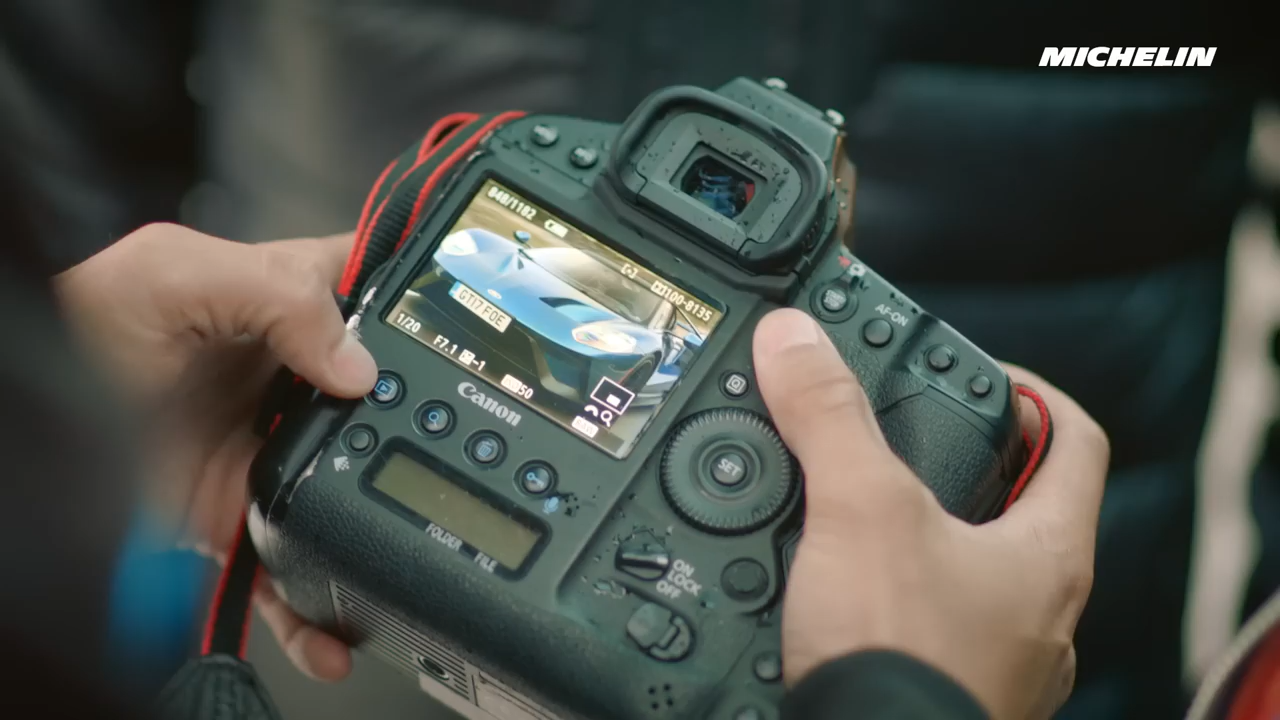 MICHELIN
848/1182
100-8135
GT17 FOE
1/20
F7.1
-1
50
AF-ON
Canon
SET
FOLDER FILE
ON
LOCK
OFF